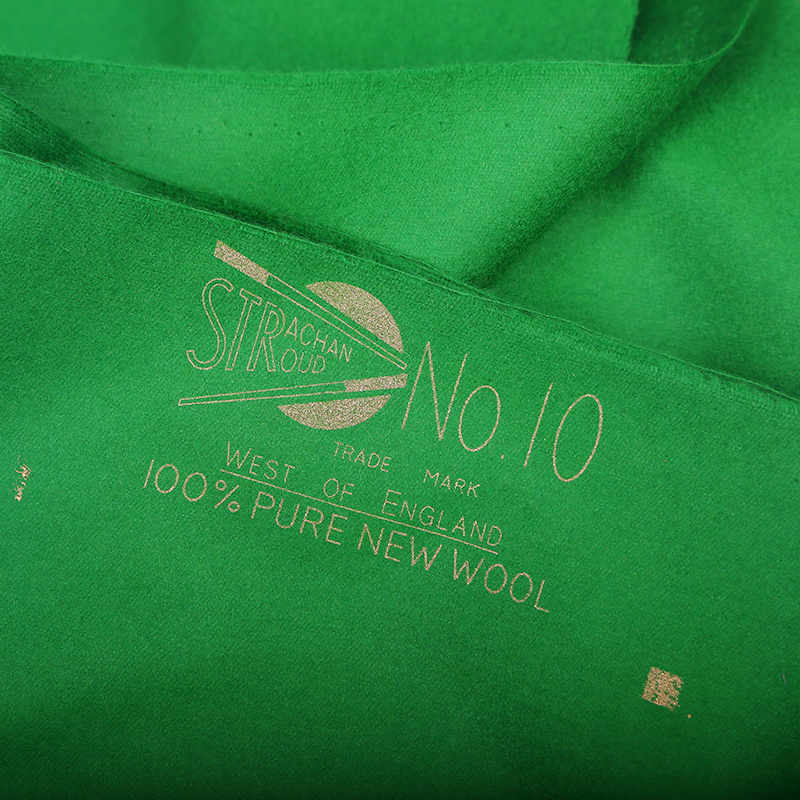 STRACHAN
STROUD
No. 10
TRADE MARK
WEST OF ENGLAND
100% PURE NEW WOOL